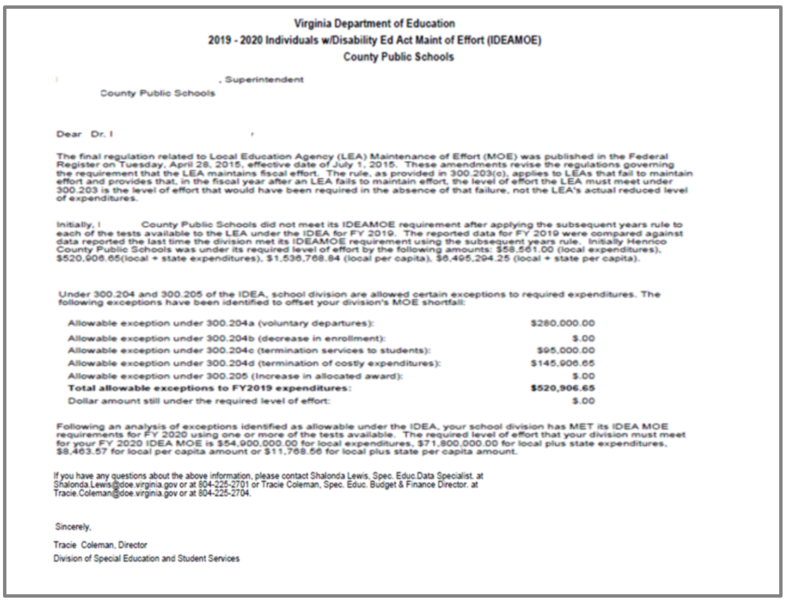 Virginia Department of Education
2019 - 2020 Individuals w/Disability Ed Act Maint of Effort (IDEAMOE)
County Public Schools
, Superintendent
County Public Schools
Dear Dr. I ,
The final regulation related to Local Education Agency (LEA) Maintenance of Effort (MOE) was published in the Federal
Register on Tuesday, April 28, 2015, effective date of July 1, 2015. These amendments revise the regulations governing
the requirement that the LEA maintains fiscal effort. The rule, as provided in 300.203(c), applies to LEAs that fail to maintain
effort and provides that, in the fiscal year after an LEA fails to maintain effort, the level of effort the LEA must meet under
300.203 is the level of effort that would have been required in the absence of that failure, not the LEA's actual reduced level
of expenditures.
Initially, I County Public Schools did not meet its IDEAMOE requirement after applying the subsequent years rule to
each of the tests available to the LEA under the IDEA for FY 2019. The reported data for FY 2019 were compared against
data reported the last time the division met its IDEAMOE requirement using the subsequent years rule. Initially Henrico
County Public Schools was under its required level of effort by the following amounts: $58,561.00 (local expenditures),
$520,906.65(local + state expenditures), $1,536,768.84 (local per capita), $6,495,294.25 (local + state per capita).
Under 300.204 and 300.205 of the IDEA, school division are allowed certain exceptions to required expenditures. The
following exceptions have been identified to offset your division's MOE shortfall:
Allowable exception under 300.204a (voluntary departures): $280,000.00
Allowable exception under 300.204b (decrease in enrollment): $.00
Allowable exception under 300.204c (termination services to students): $95,000.00
Allowable exception under 300.204d (termination of costly expenditures): $145,906.65
Allowable exception under 300.205 (Increase in allocated award): $.00
Total allowable exceptions to FY2019 expenditures: $520,906.65
Dollar amount still under the required level of effort: $.00
Following an analysis of exceptions identified as allowable under the IDEA, your school division has MET its IDEA MOE
requirements for FY 2020 using one or more of the tests available. The required level of effort that your division must meet
for your FY 2020 IDEA MOE is $54,900,000.00 for local expenditures, $71,800,000.00 for local plus state expenditures,
$8,463.57 for local per capita amount or $11,768.56 for local plus state per capita amount.
If you have any questions about the above information, please contact Shalonda Lewis, Spec. Educ.Data Specialist. at
Shalonda.Lewis@doe.virginia.gov or at 804-225-2701 or Tracie Coleman, Spec. Educ. Budget & Finance Director. at
Tracie.Coleman@doe.virginia.gov or at 804-225-2704.
Sincerely,
Tracie Coleman, Director
Division of Special Education and Student Services